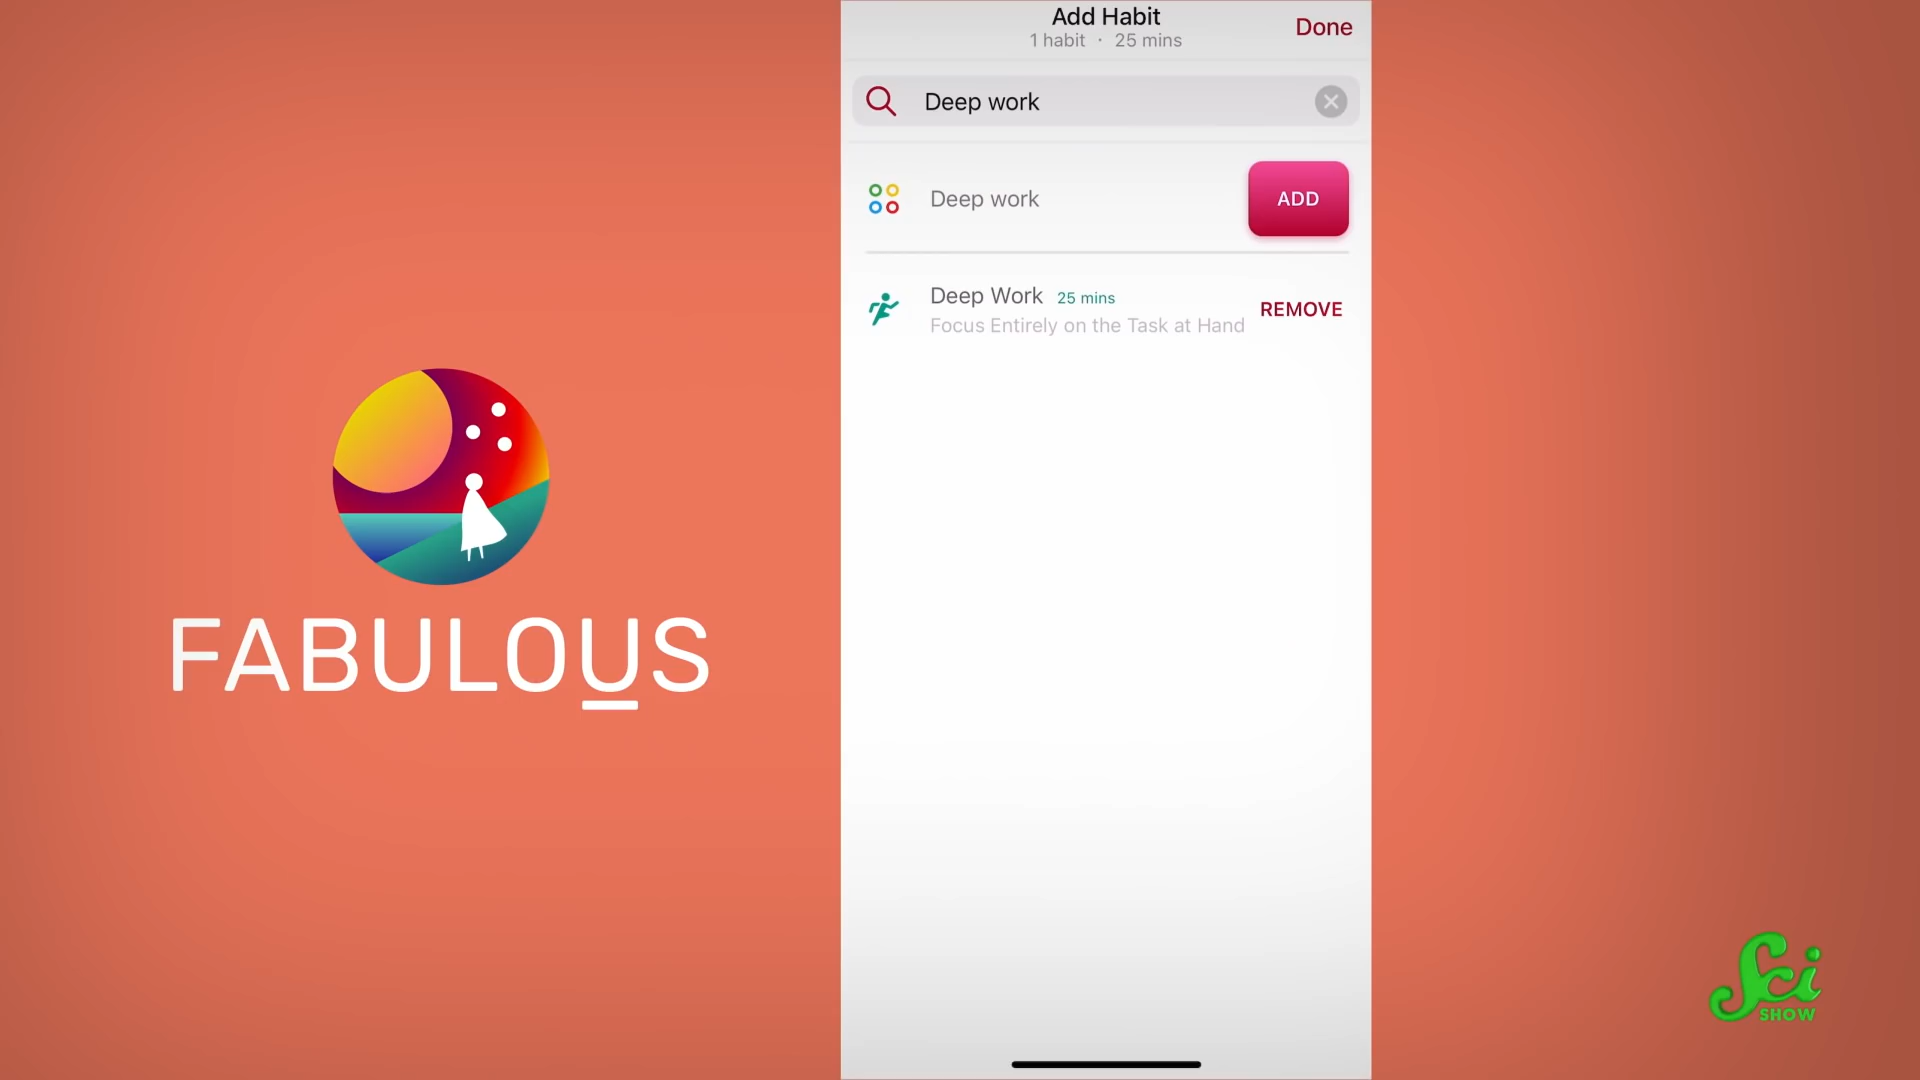 Add Habit
1 habit · 25 mins
Done
Deep work
Deep work
ADD
Deep Work 25 mins
Focus Entirely on the Task at Hand
REMOVE
FABULOUS
Sci
SHOW